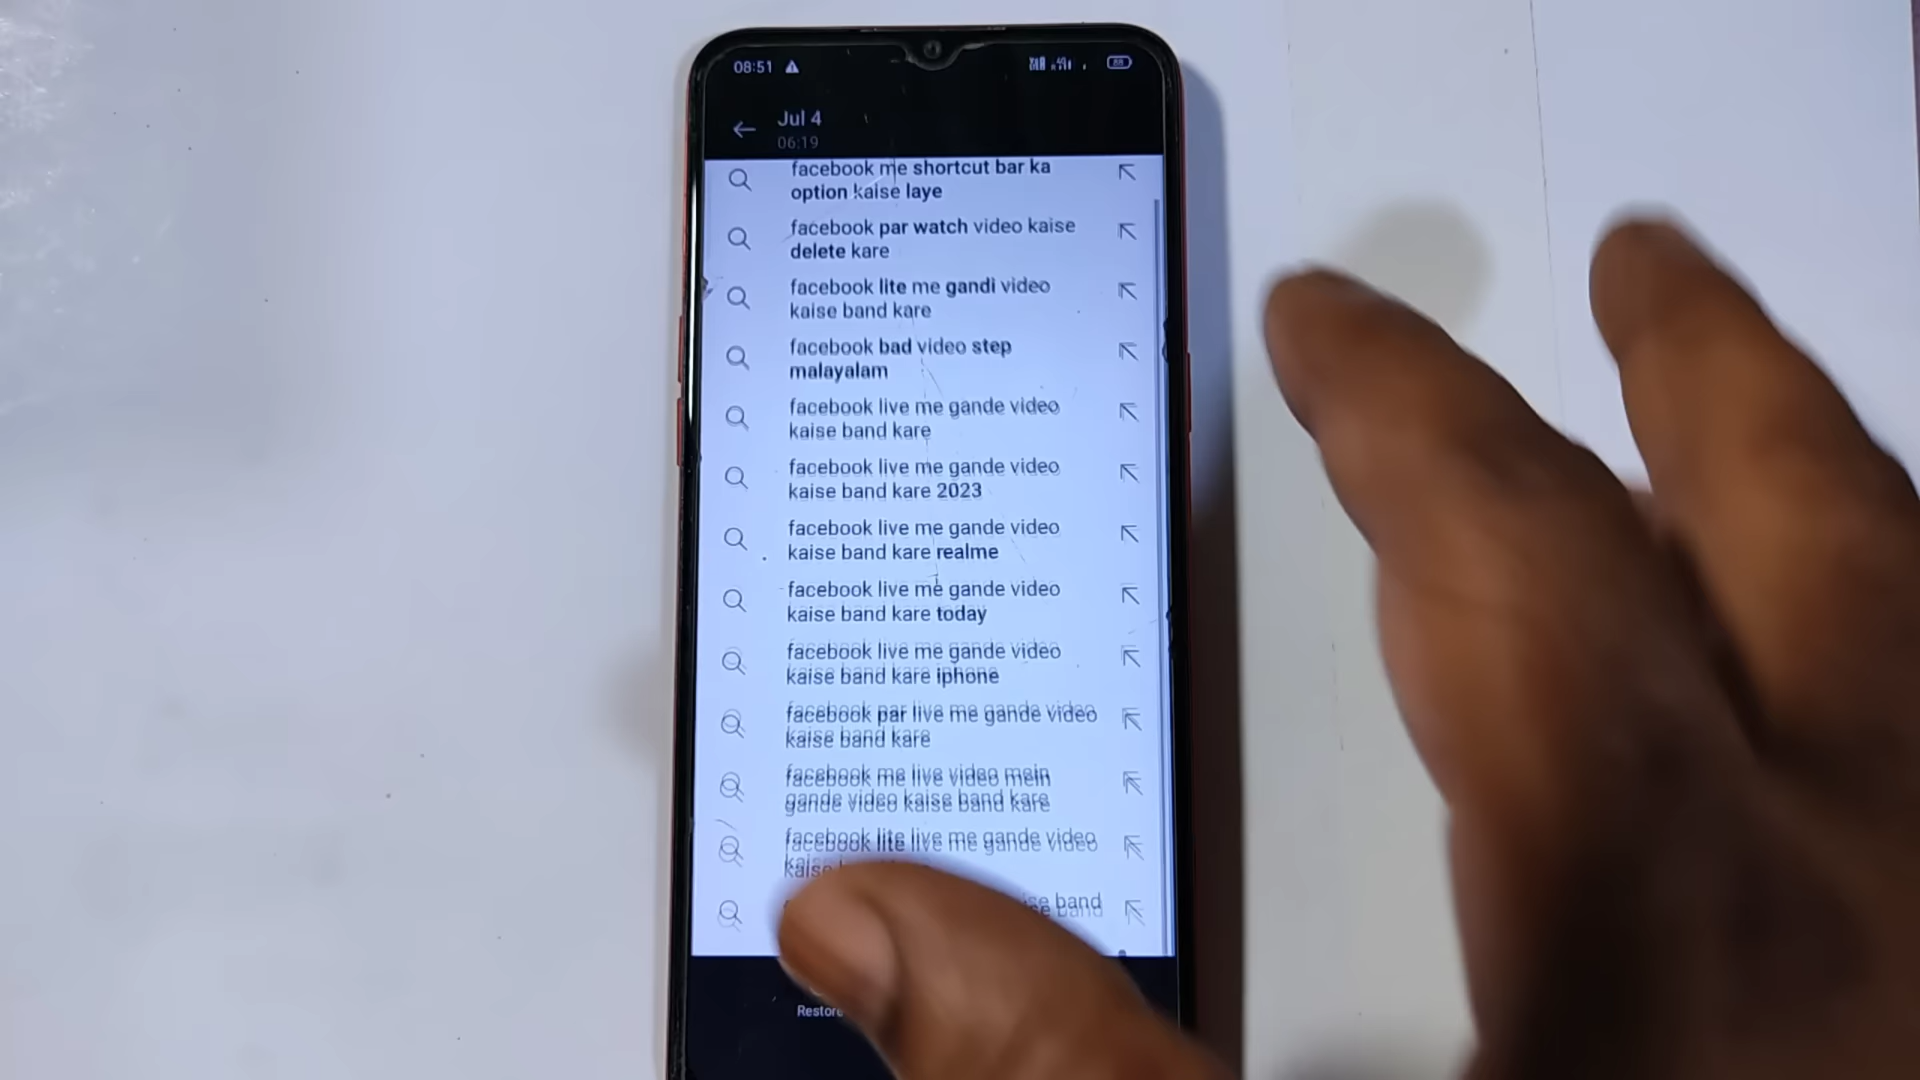 08:51
Jul 4
06:19
facebook me shortcut bar ka
option kaise laye
facebook par watch video kaise
delete kare
facebook lite me gandi video
kaise band kare
facebook bad video step
malayalam
facebook live me gande video
kaise band kare
facebook live me gande video
kaise band kare 2023
facebook live me gande video
kaise band kare realme
facebook live me gande video
kaise band kare today
facebook live me gande video
kaise band kare iphone
facebook par live me gande video
kaise band kare
facebook me live video mein
gande video kaise band kare
facebook lite live me gande video
band
Restore